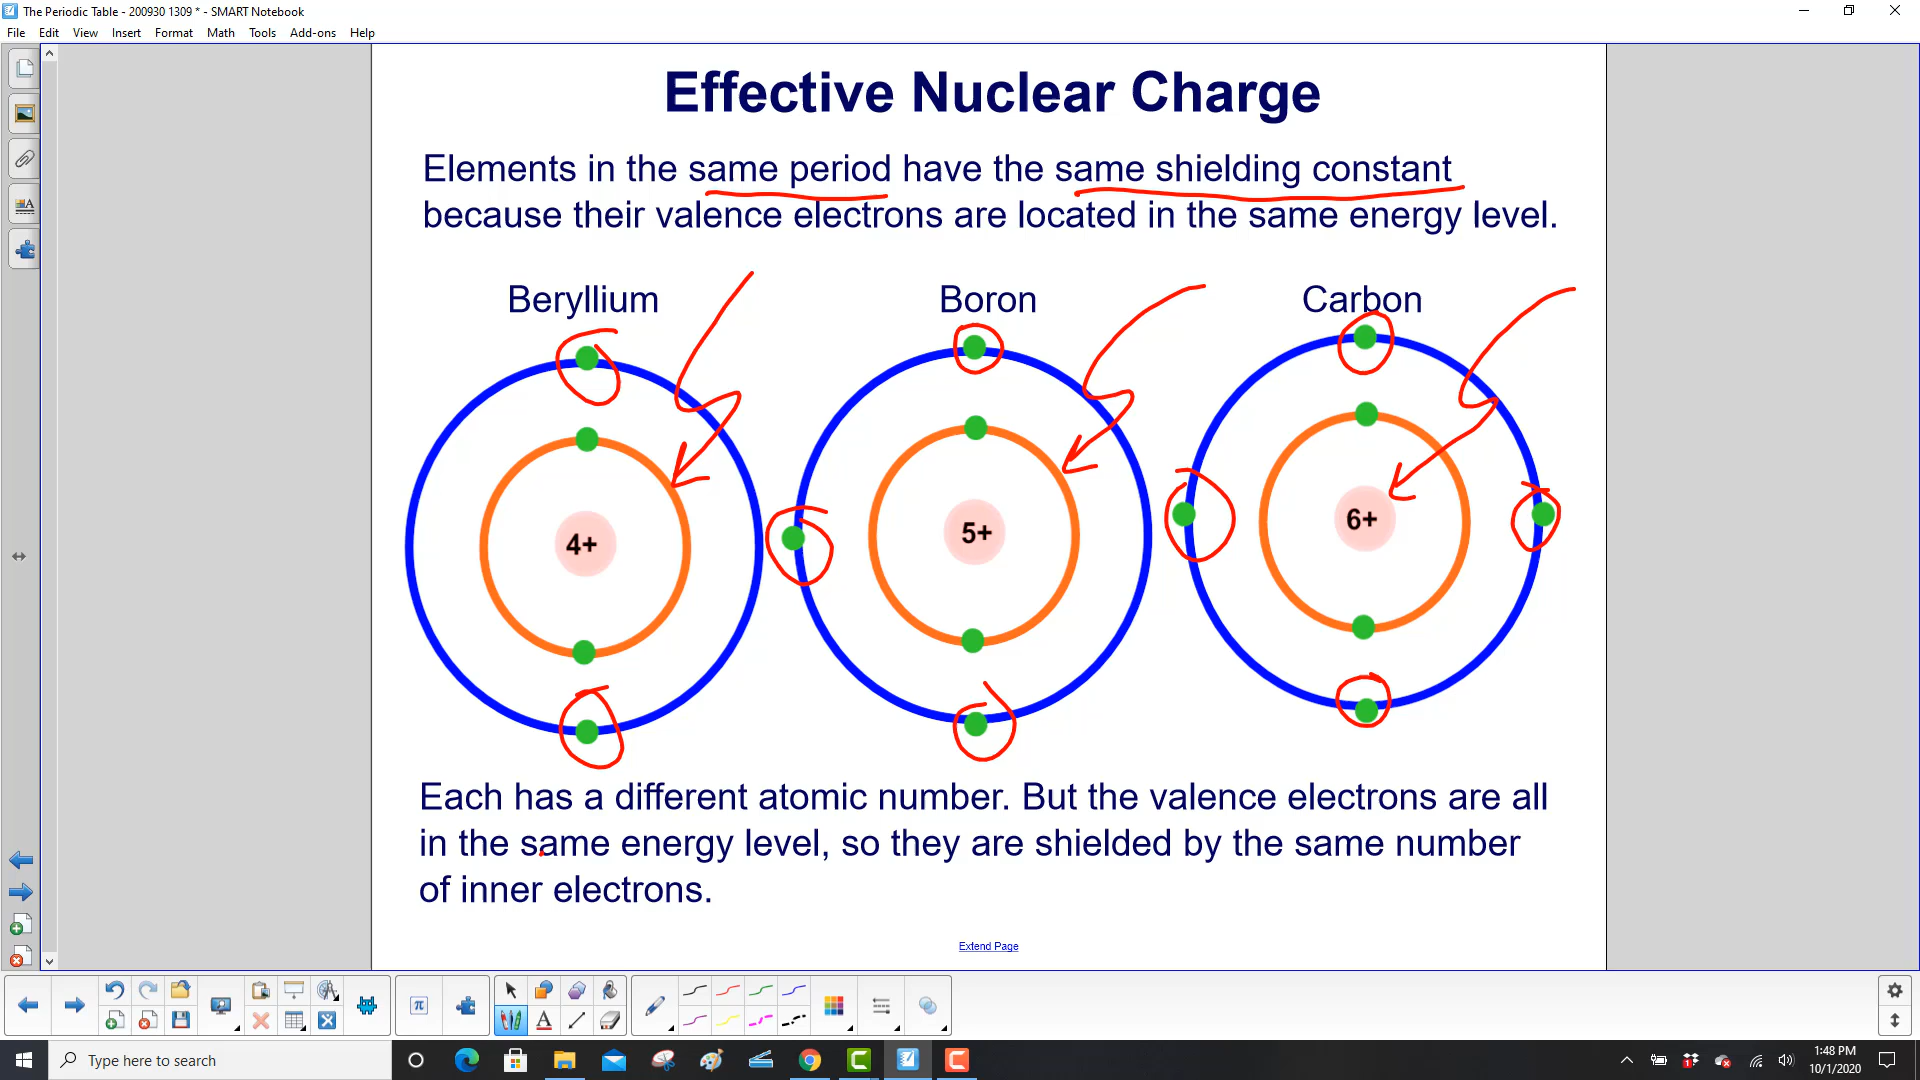 The Periodic Table - 200930 1309 * - SMART Notebook
File Edit View Insert Format Math Tools Add-ons Help
Effective Nuclear Charge
Elements in the same period have the same shielding constant
because their valence electrons are located in the same energy level.
Beryllium Boron Carbon
4+ 5+ 6+
Each has a different atomic number. But the valence electrons are all
in the same energy level, so they are shielded by the same number
of inner electrons.
Extend Page
π
A
Type here to search
1:48 PM
10/1/2020